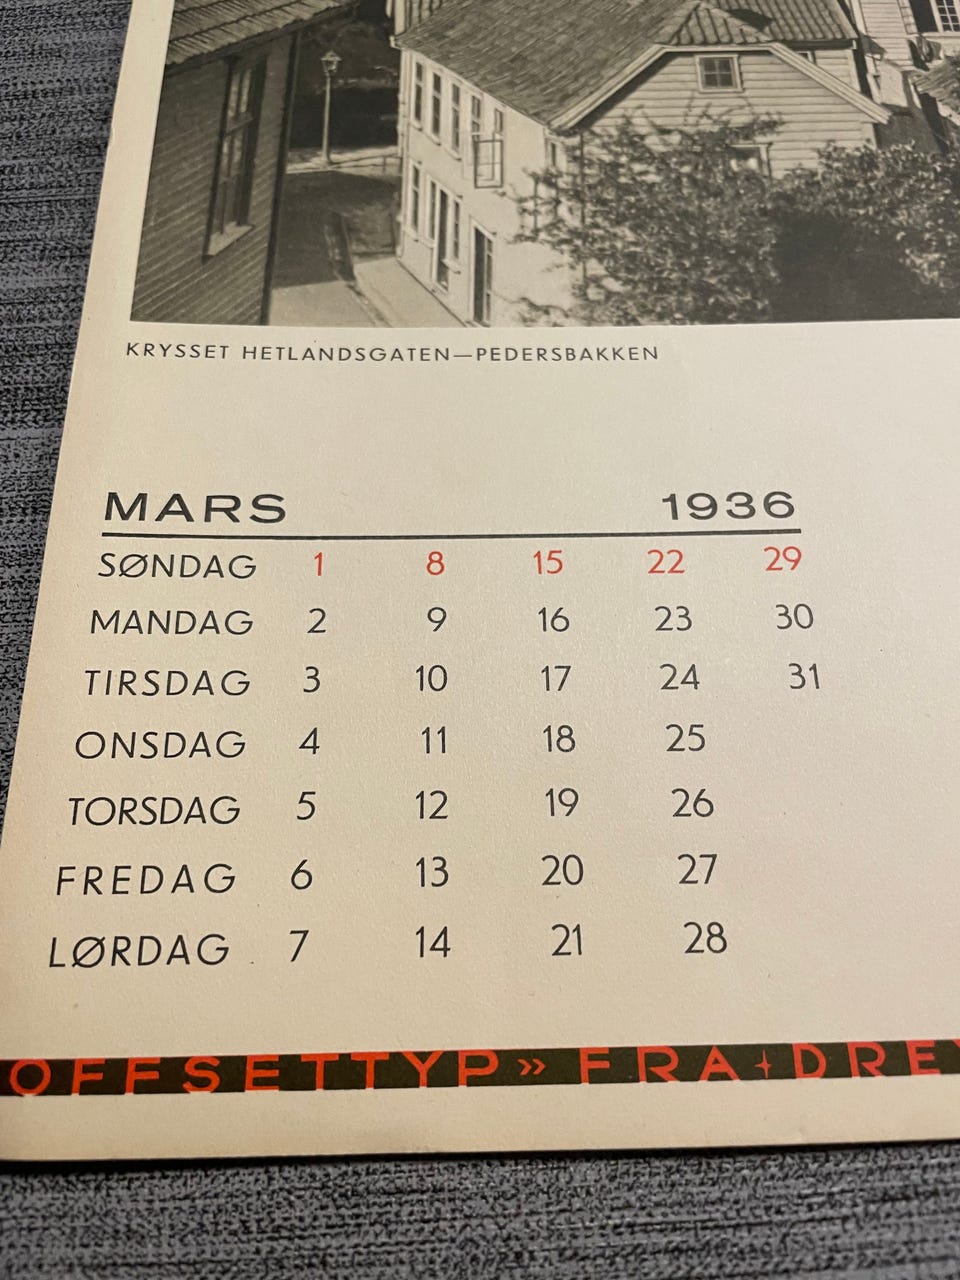 KRYSSET HETLANDSGATEN—PEDERSBAKKEN
MARS 1936
SØNDAG 1 8 15 22 29
MANDAG 2 9 16 23 30
TIRSDAG 3 10 17 24 31
ONSDAG 4 11 18 25
TORSDAG 5 12 19 26
FREDAG 6 13 20 27
LØRDAG 7 14 21 28
OFFSETTYP» FRA+DRE